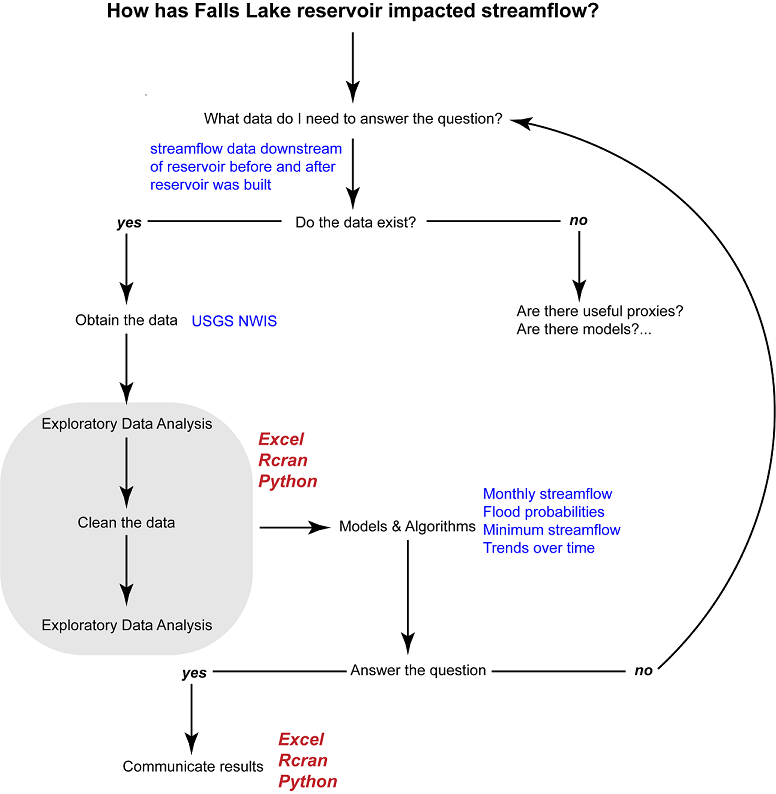 How has Falls Lake reservoir impacted streamflow?
What data do I need to answer the question?
streamflow data downstream
of reservoir before and after
reservoir was built
yes
Do the data exist?
no
Obtain the data
USGS NWIS
Are there useful proxies?
Are there models?...
Exploratory Data Analysis
Excel
Rcran
Python
Clean the data
Models & Algorithms
Monthly streamflow
Flood probabilities
Minimum streamflow
Trends over time
Exploratory Data Analysis
yes
Answer the question
no
Communicate results
Excel
Rcran
Python